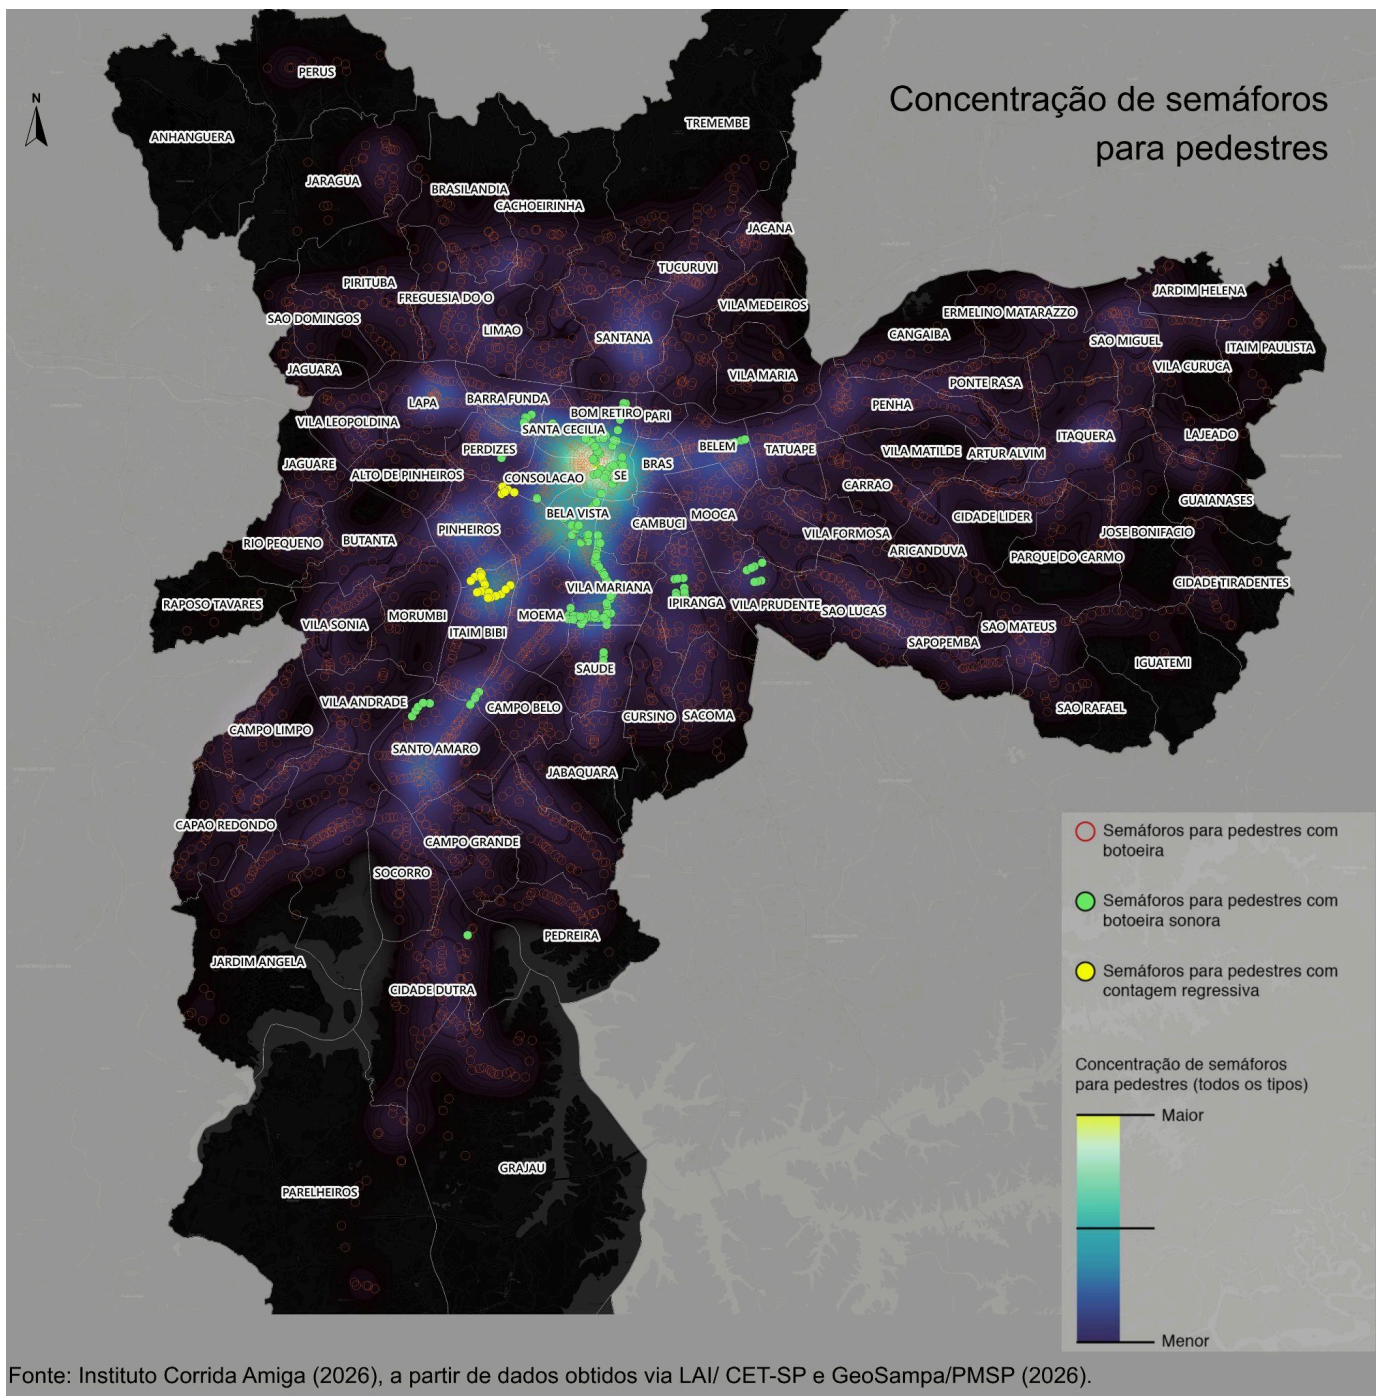 Concentração de semáforos
para pedestres
N
PERUS
ANHANGUERA
TREMEMBE
JARAGUA
BRASILANDIA
CACHOEIRINHA
JACANA
TUCURUVI
PIRITUBA
FREGUESIA DO O
JARDIM HELENA
VILA MEDEIROS
SAO DOMINGOS
ERMELINO MATARAZZO
LIMAO
SANTANA
CANGAIBA
SAO MIGUEL
ITAIM PAULISTA
JAGUARA
VILA MARIA
VILA CURUCA
PONTE RASA
LAPA
BARRA FUNDA
BOM RETIRO
PARI
PENHA
VILA LEOPOLDINA
SANTA CECILIA
ITAQUERA
LAJEADO
PERDIZES
BELEM
TATUAPE
VILA MATILDE
ARTUR ALVIM
JAGUARE
ALTO DE PINHEIROS
CONSOLACAO
SE
BRAS
CARRAO
GUAIANASES
BELA VISTA
CAMBUCI
MOOCA
CIDADE LIDER
PINHEIROS
VILA FORMOSA
JOSE BONIFACIO
RIO PEQUENO
BUTANTA
ARICANDUVA
PARQUE DO CARMO
CIDADE TIRADENTES
VILA MARIANA
RAPOSO TAVARES
IPIRANGA
VILA PRUDENTE
SAO LUCAS
MORUMBI
MOEMA
VILA SONIA
ITAIM BIBI
SAO MATEUS
SAPOPEMBA
IGUATEMI
SAUDE
VILA ANDRADE
CAMPO BELO
CURSINO
SACOMA
SAO RAFAEL
CAMPO LIMPO
SANTO AMARO
JABAQUARA
CAPAO REDONDO
CAMPO GRANDE
SOCORRO
PEDREIRA
JARDIM ANGELA
CIDADE DUTRA
GRAJAU
PARELHEIROS
Semáforos para pedestres com
botoeira
Semáforos para pedestres com
botoeira sonora
Semáforos para pedestres com
contagem regressiva
Concentração de semáforos
para pedestres (todos os tipos)
Maior
Menor
Fonte: Instituto Corrida Amiga (2026), a partir de dados obtidos via LAI/ CET-SP e GeoSampa/PMSP (2026).